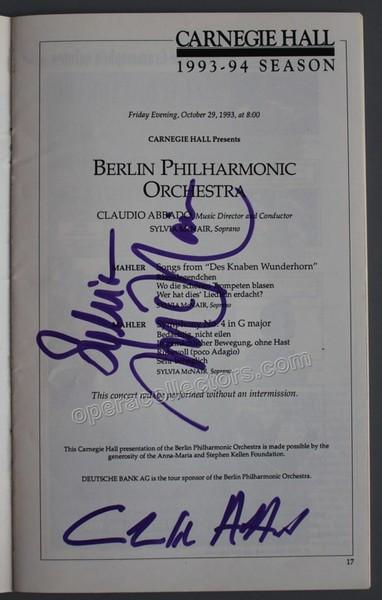 CARNEGIE HALL
1993-94 SEASON
Friday Evening, October 29, 1993, at 8:00
CARNEGIE HALL Presents
BERLIN PHILHARMONIC
ORCHESTRA
CLAUDIO ABBADO, Music Director and Conductor
SYLVIA McNAIR, Soprano
MAHLER Songs from "Des Knaben Wunderhorn"
Wo die schönen Trompeten blasen
Wer hat dies' Liedlein erdacht?
MAHLER Symphony No. 4 in G major
Bedächtig, nicht eilen
Bewegung, ohne Hast
(poco Adagio)
SYLVIA McNAIR, Soprano
Sylvia McNair
This concert will be performed without an intermission.
operacollectors.com
This Carnegie Hall presentation of the Berlin Philharmonic Orchestra is made possible by the
generosity of the Anna-Maria and Stephen Kellen Foundation.
DEUTSCHE BANK AG is the tour sponsor of the Berlin Philharmonic Orchestra.
17